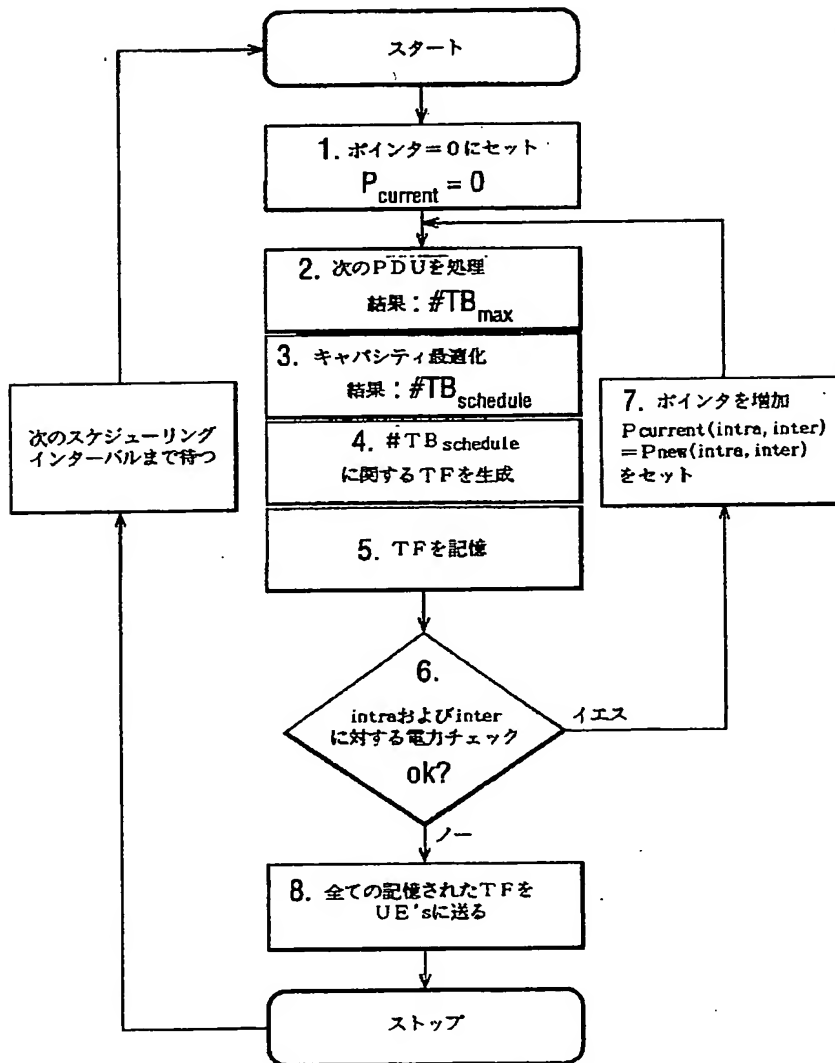 スタート
1. ポインタ=0にセット
P_current = 0
2. 次のPDUを処理
結果:#TB_max
3. キャパシティ最適化
結果:#TB_schedule
4. #TB_schedule
に関するTFを生成
5. TFを記憶
6.
intraおよびinter
に対する電力チェック
ok?
イエス
7. ポインタを増加
Pcurrent(intra,inter)
=Pnew(intra,inter)
をセット
ノー
8. 全ての記憶されたTFを
UE'sに送る
ストップ
次のスケジューリング
インターバルまで待つ